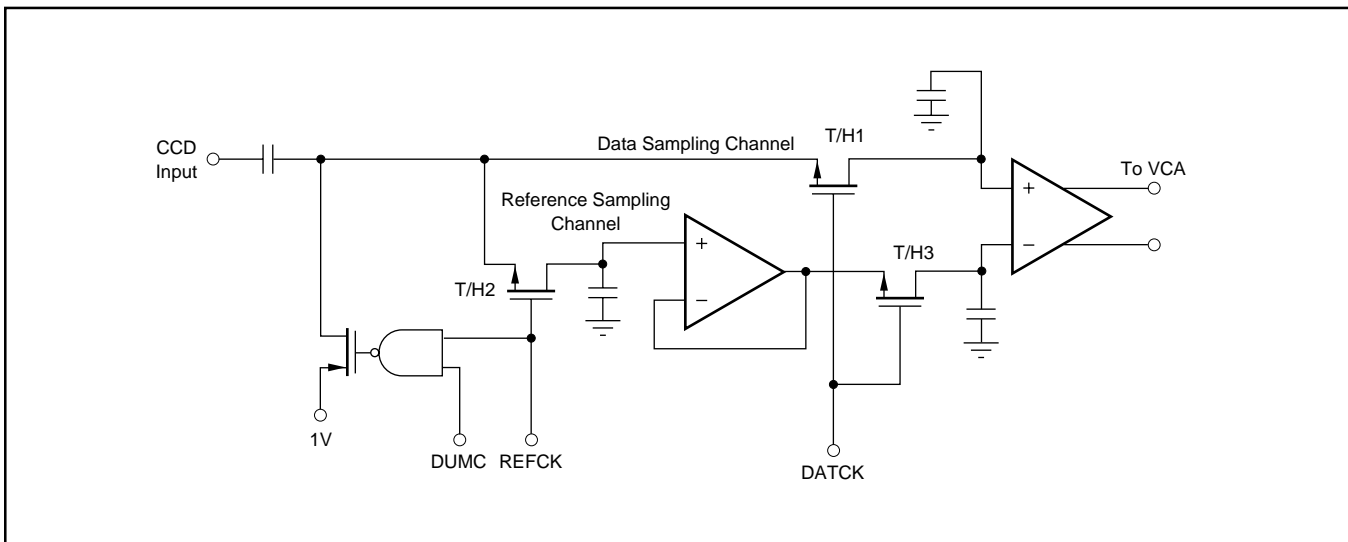 CCD
Input
Data Sampling Channel
T/H1
To VCA
Reference Sampling
Channel
T/H2
T/H3
+
−
+
−
1V
DUMC
REFCK
DATCK